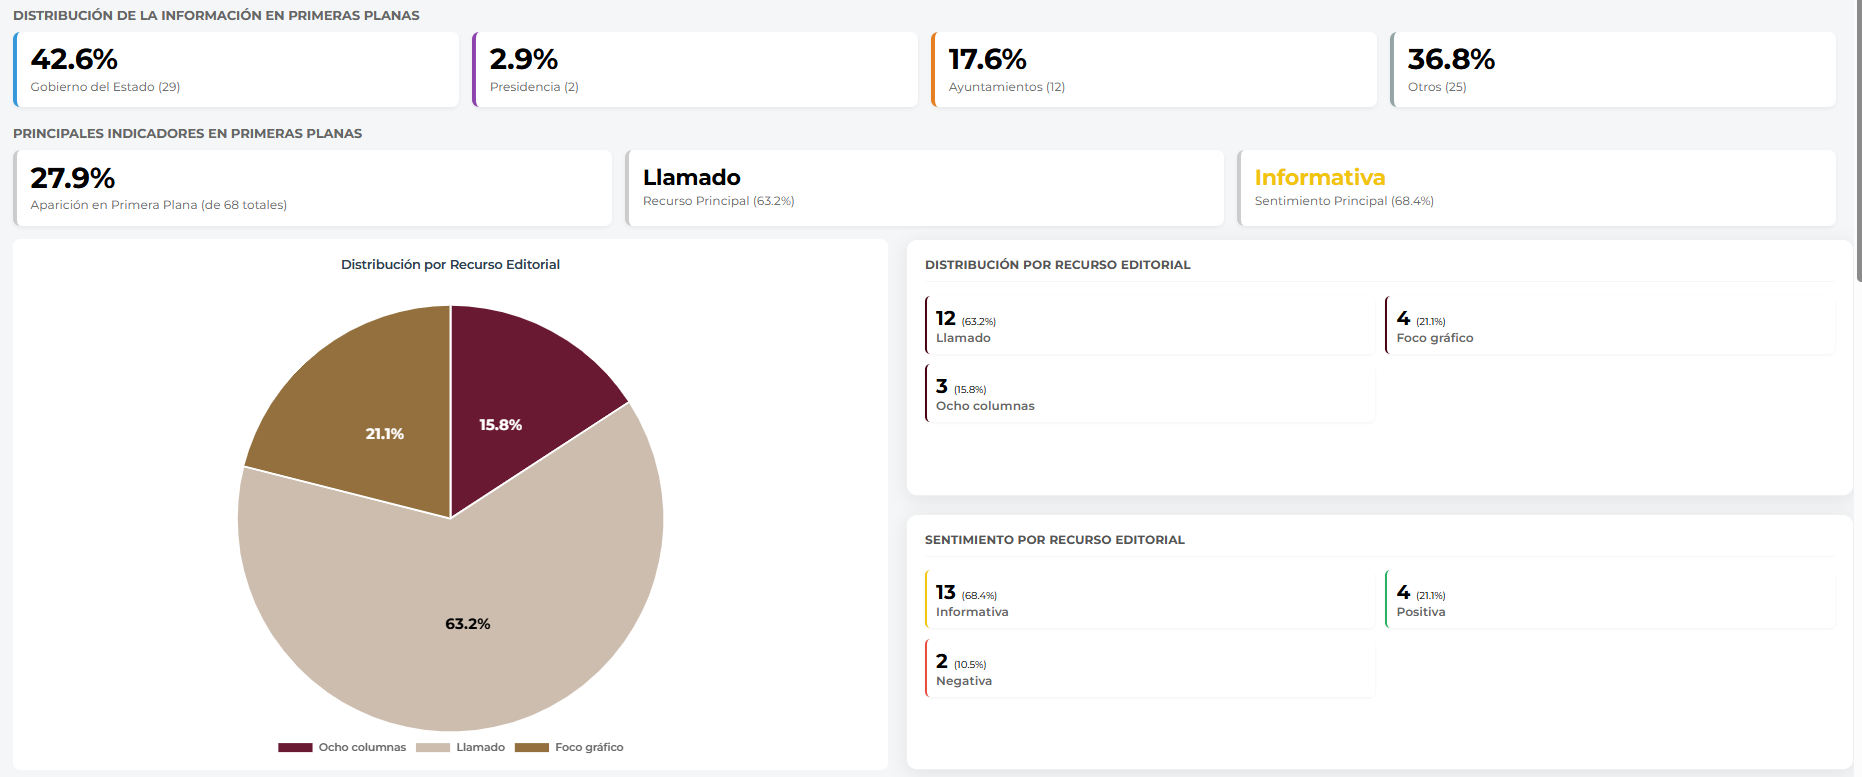 DISTRIBUCIÓN DE LA INFORMACIÓN EN PRIMERAS PLANAS
42.6%
Gobierno del Estado (29)
2.9%
Presidencia (2)
17.6%
Ayuntamientos (12)
36.8%
Otros (25)
PRINCIPALES INDICADORES EN PRIMERAS PLANAS
27.9%
Aparición en Primera Plana (de 68 totales)
Llamado
Recurso Principal (63.2%)
Informativa
Sentimiento Principal (68.4%)
Distribución por Recurso Editorial
15.8%
21.1%
63.2%
Ocho columnas
Llamado
Foco gráfico
DISTRIBUCIÓN POR RECURSO EDITORIAL
12 (63.2%)
Llamado
4 (21.1%)
Foco gráfico
3 (15.8%)
Ocho columnas
SENTIMIENTO POR RECURSO EDITORIAL
13 (68.4%)
Informativa
4 (21.1%)
Positiva
2 (10.5%)
Negativa